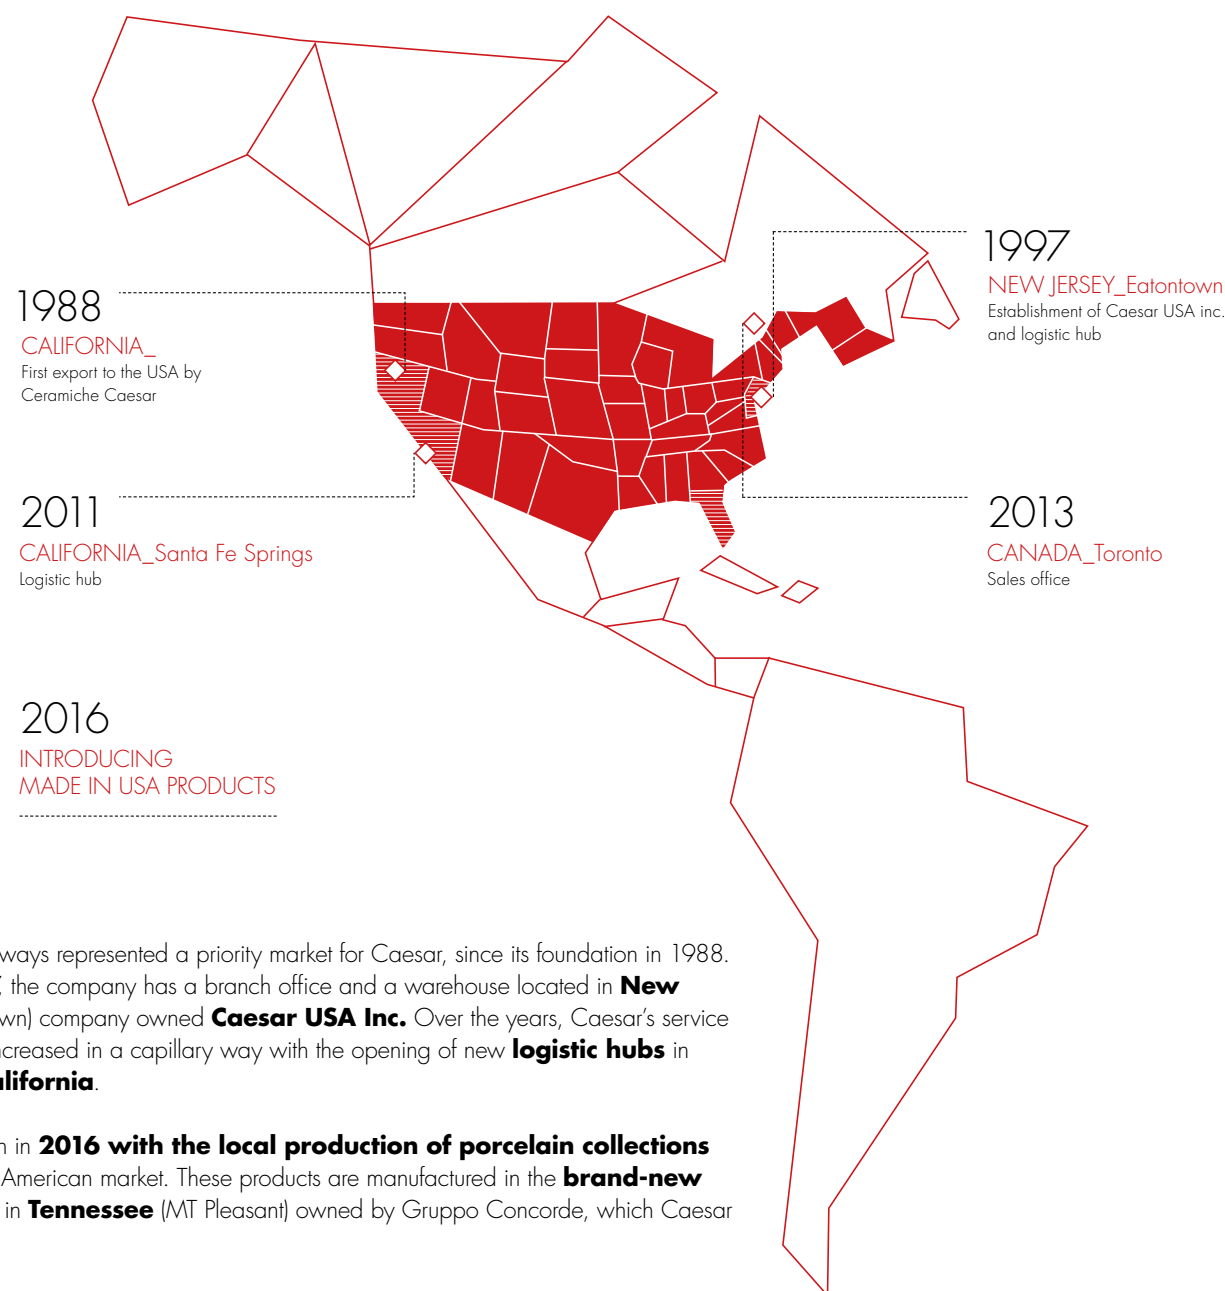 1988
CALIFORNIA_
First export to the USA by
Ceramiche Caesar
1997
NEW JERSEY_Eatontown
Establishment of Caesar USA inc.
and logistic hub
2011
CALIFORNIA_Santa Fe Springs
Logistic hub
2013
CANADA_Toronto
Sales office
2016
INTRODUCING
MADE IN USA PRODUCTS
ways represented a priority market for Caesar, since its foundation in 1988.
, the company has a branch office and a warehouse located in New
wn) company owned Caesar USA Inc. Over the years, Caesar’s service
ncreased in a capillary way with the opening of new logistic hubs in
alifornia.
n in 2016 with the local production of porcelain collections
American market. These products are manufactured in the brand-new
in Tennessee (MT Pleasant) owned by Gruppo Concorde, which Caesar